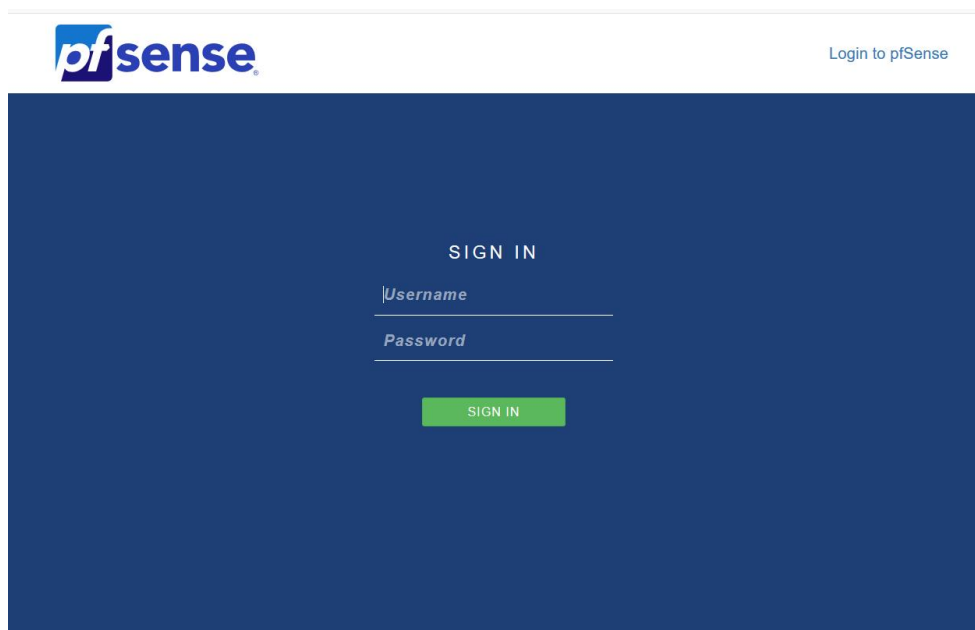 pfsense
Login to pfSense
SIGN IN
Username
Password
SIGN IN